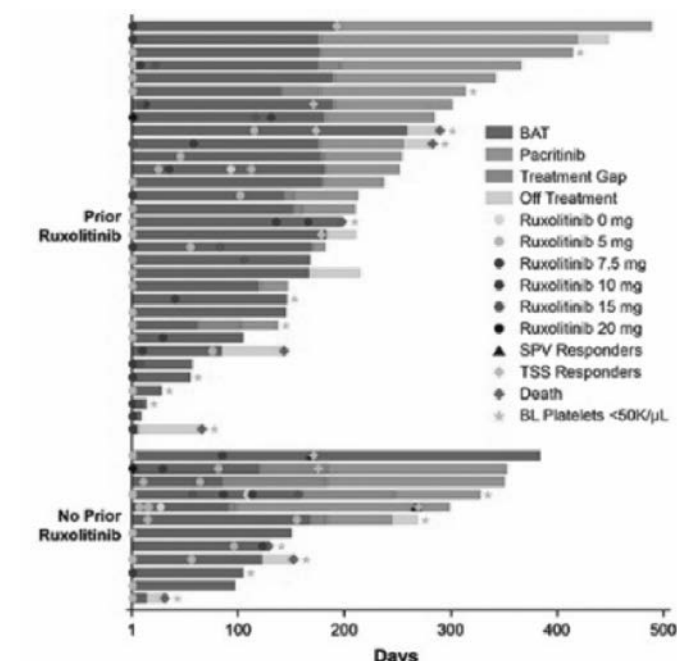 BAT
Pacritinib
Treatment Gap
Off Treatment
Ruxolitinib 0 mg
Ruxolitinib 5 mg
Ruxolitinib 7.5 mg
Ruxolitinib 10 mg
Ruxolitinib 15 mg
Ruxolitinib 20 mg
SPV Responders
TSS Responders
Death
BL Platelets <50K/μL
Prior
Ruxolitinib
No Prior
Ruxolitinib
1 100 200 300 400 500
Days